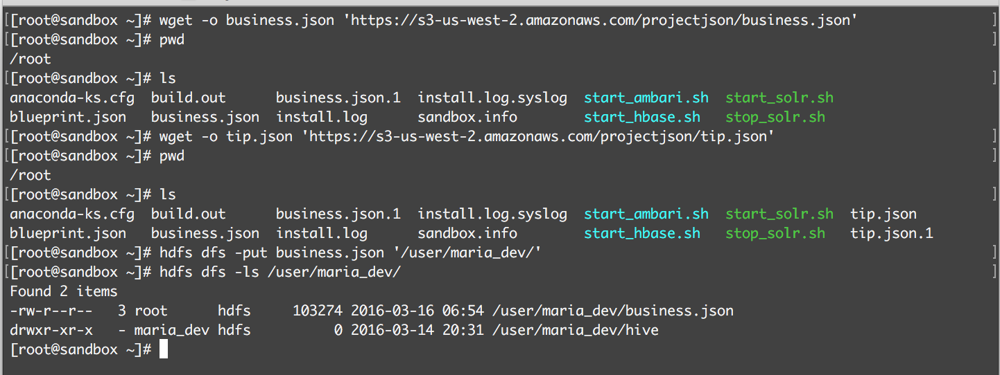 [[root@sandbox ~]# wget -o business.json 'https://s3-us-west-2.amazonaws.com/projectjson/business.json' ]
[[root@sandbox ~]# pwd ]
/root
[[root@sandbox ~]# ls ]
anaconda-ks.cfg  build.out      business.json.1  install.log.syslog  start_ambari.sh  start_solr.sh
blueprint.json   business.json  install.log      sandbox.info        start_hbase.sh   stop_solr.sh
[[root@sandbox ~]# wget -o tip.json 'https://s3-us-west-2.amazonaws.com/projectjson/tip.json' ]
[[root@sandbox ~]# pwd ]
/root
[[root@sandbox ~]# ls ]
anaconda-ks.cfg  build.out      business.json.1  install.log.syslog  start_ambari.sh  start_solr.sh  tip.json
blueprint.json   business.json  install.log      sandbox.info        start_hbase.sh   stop_solr.sh   tip.json.1
[[root@sandbox ~]# hdfs dfs -put business.json '/user/maria_dev/' ]
[[root@sandbox ~]# hdfs dfs -ls /user/maria_dev/ ]
Found 2 items
-rw-r--r--   3 root      hdfs     103274 2016-03-16 06:54 /user/maria_dev/business.json
drwxr-xr-x   - maria_dev hdfs          0 2016-03-14 20:31 /user/maria_dev/hive
[root@sandbox ~]#